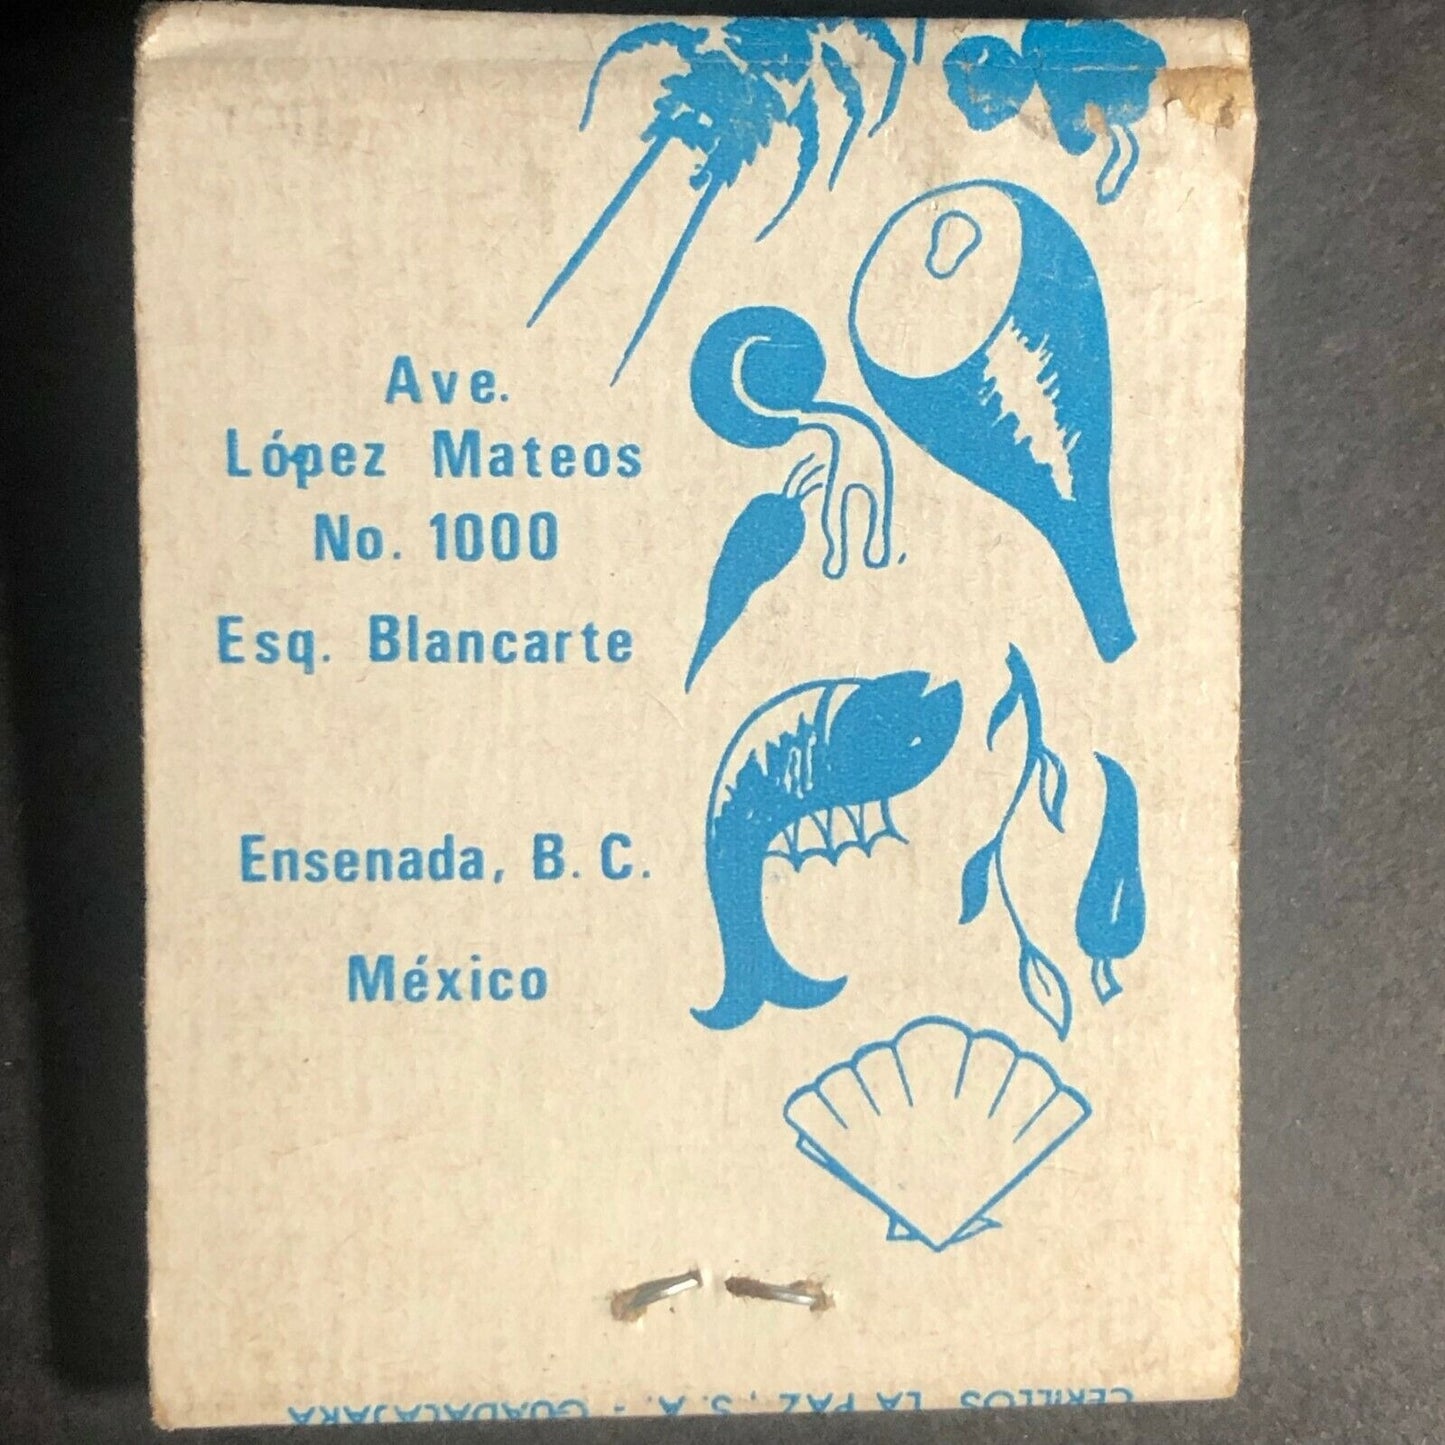 Ave.
López Mateos
No. 1000
Esq. Blancarte
Ensenada, B. C.
México
CERILLOS LA PAZ, S. A. - GUADALAJARA